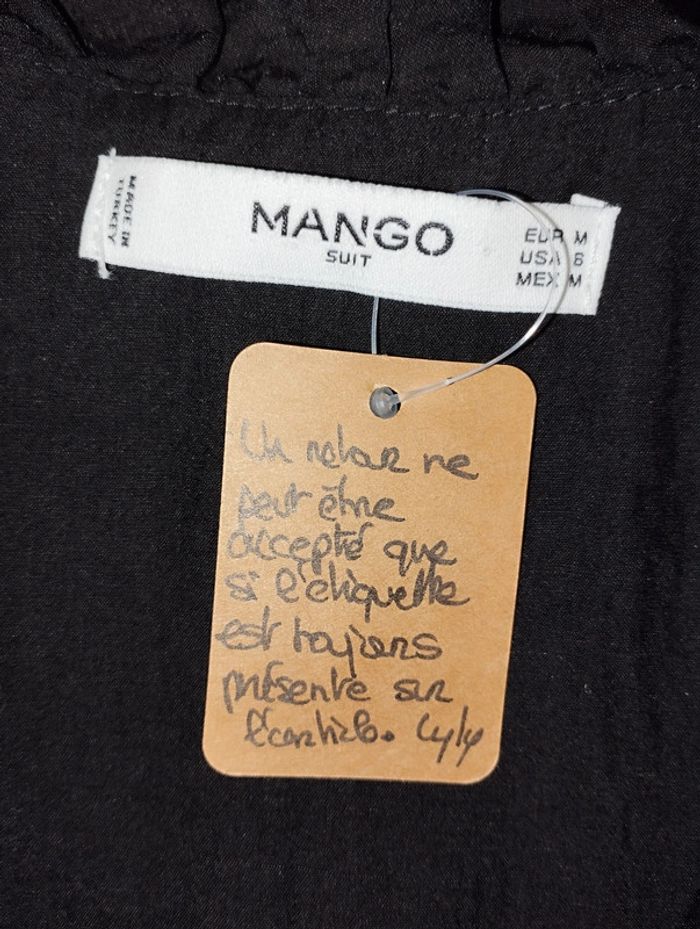 MADE IN
TURKEY
MANGO
SUIT
EUR M
USA 6
MEX M
Un retour ne
peut être
accepté que
si l'étiquette
est toujours
présente sur
l'article. Lyly